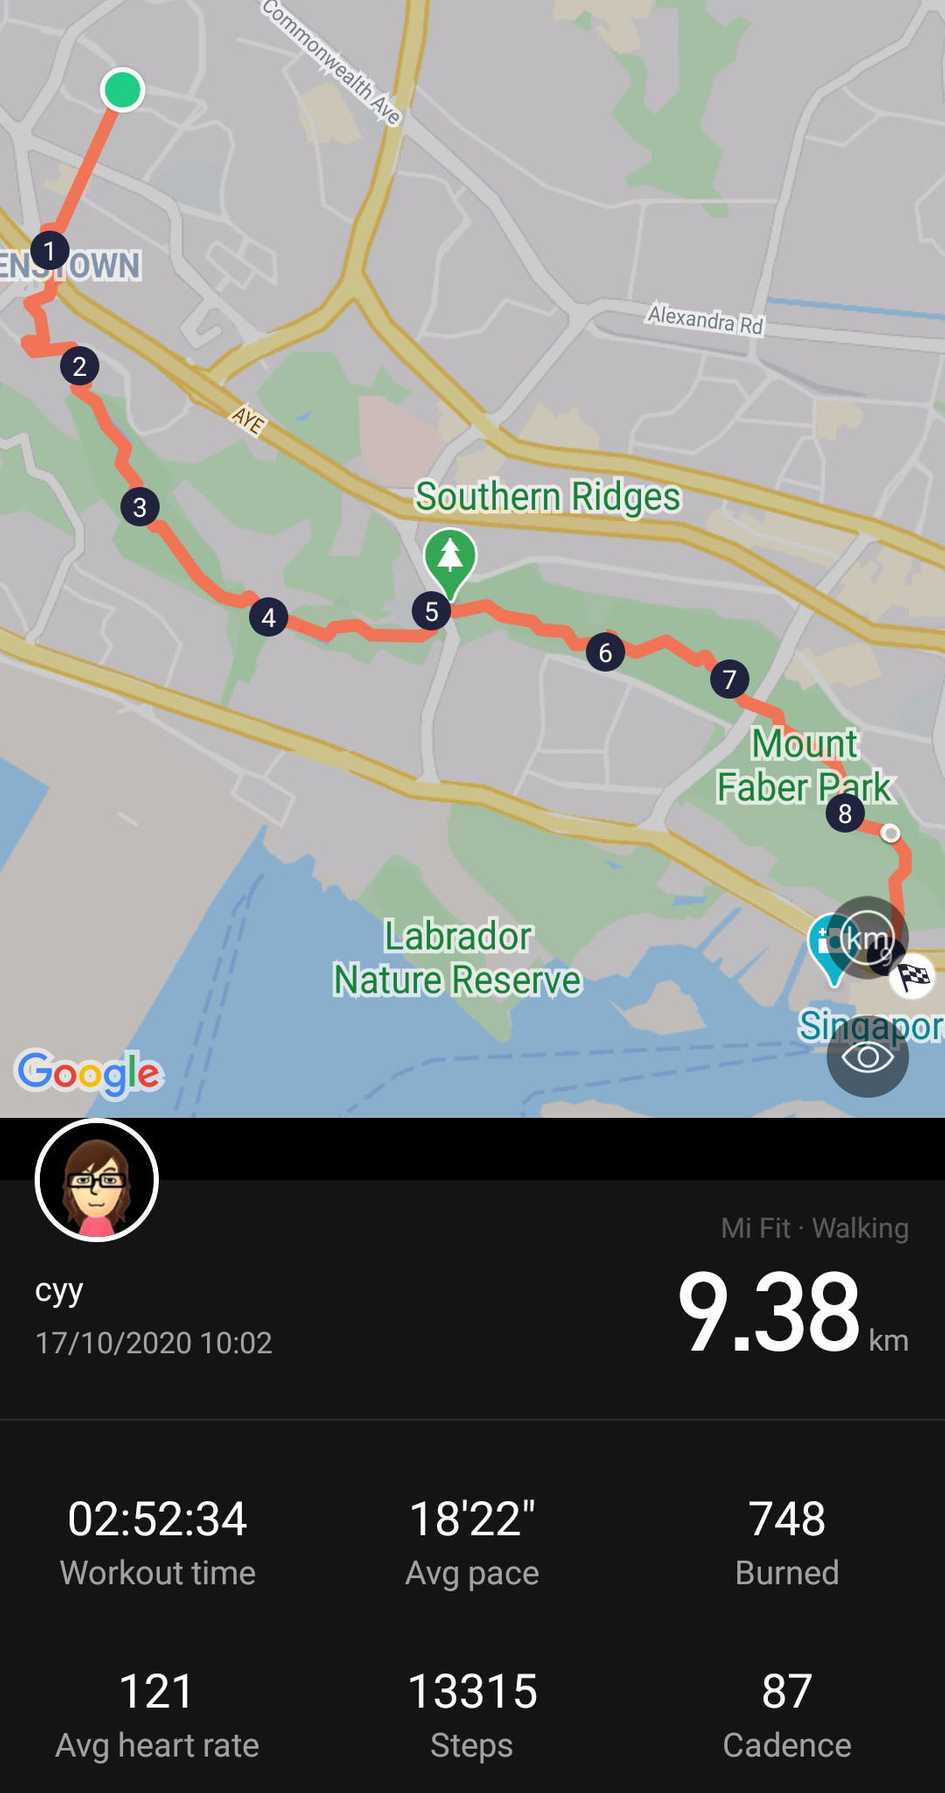 Commonwealth Ave
1
ENSTOWN
Alexandra Rd
2
AYE
Southern Ridges
3
5
4
6
7
Mount
Faber Park
8
Labrador
Nature Reserve
km
9
Singapor
Google
Mi Fit · Walking
cyy
9.38 km
17/10/2020 10:02
02:52:34 18'22" 748
Workout time Avg pace Burned
121 13315 87
Avg heart rate Steps Cadence